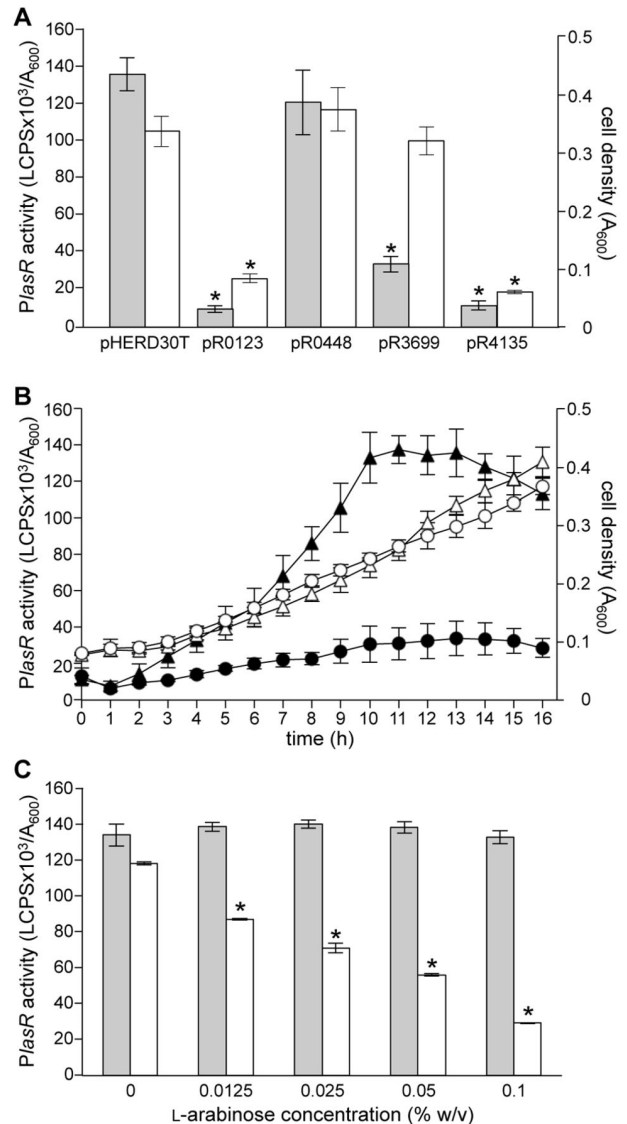 A
PlasR activity (LCPSx10³/A₆₀₀)
160
140
120
100
80
60
40
20
0
0.5
0.4
0.3
0.2
0.1
0
cell density (A₆₀₀)
* * * * *
pHERD30T pR0123 pR0448 pR3699 pR4135
B
PlasR activity (LCPSx10³/A₆₀₀)
160
140
120
100
80
60
40
20
0
0.5
0.4
0.3
0.2
0.1
0
cell density (A₆₀₀)
0 1 2 3 4 5 6 7 8 9 10 11 12 13 14 15 16
time (h)
C
PlasR activity (LCPSx10³/A₆₀₀)
160
140
120
100
80
60
40
20
0
* * * *
0 0.0125 0.025 0.05 0.1
L-arabinose concentration (% w/v)